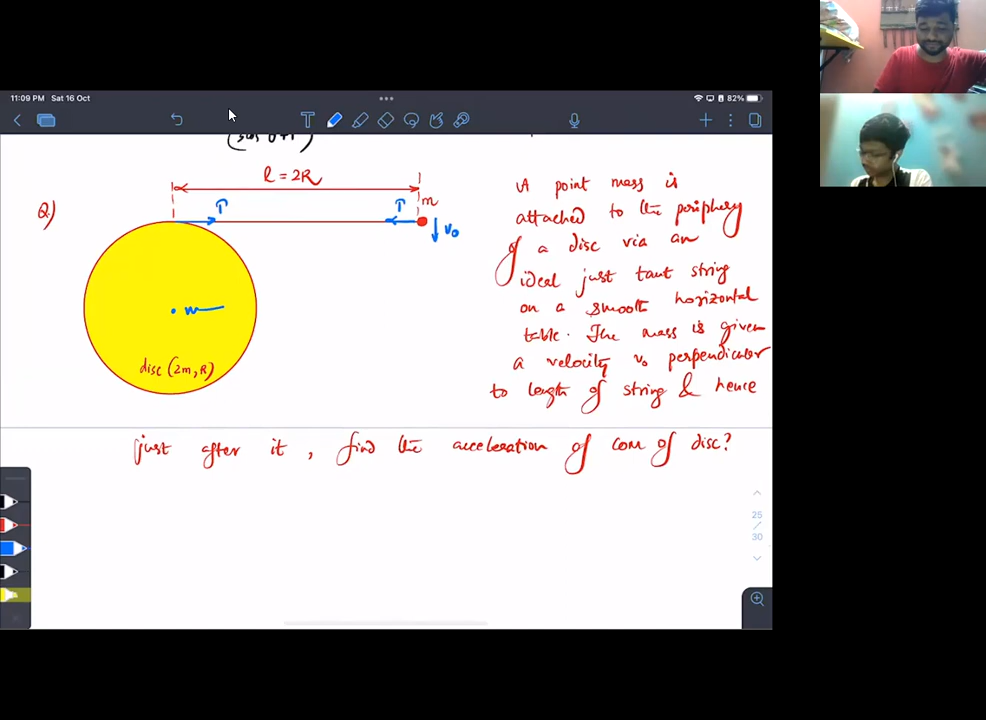 11:09 PM Sat 16 Oct
82%
l = 2R
m
Q)
T
T
v₀
disc (2m, R)
A point mass is
attached to the periphery
of a disc via an
ideal just taut string
on a smooth horizontal
table. The mass is given
a velocity v₀ perpendicular
to length of string & hence
just after it, find the acceleration of com of disc?
25
/
30